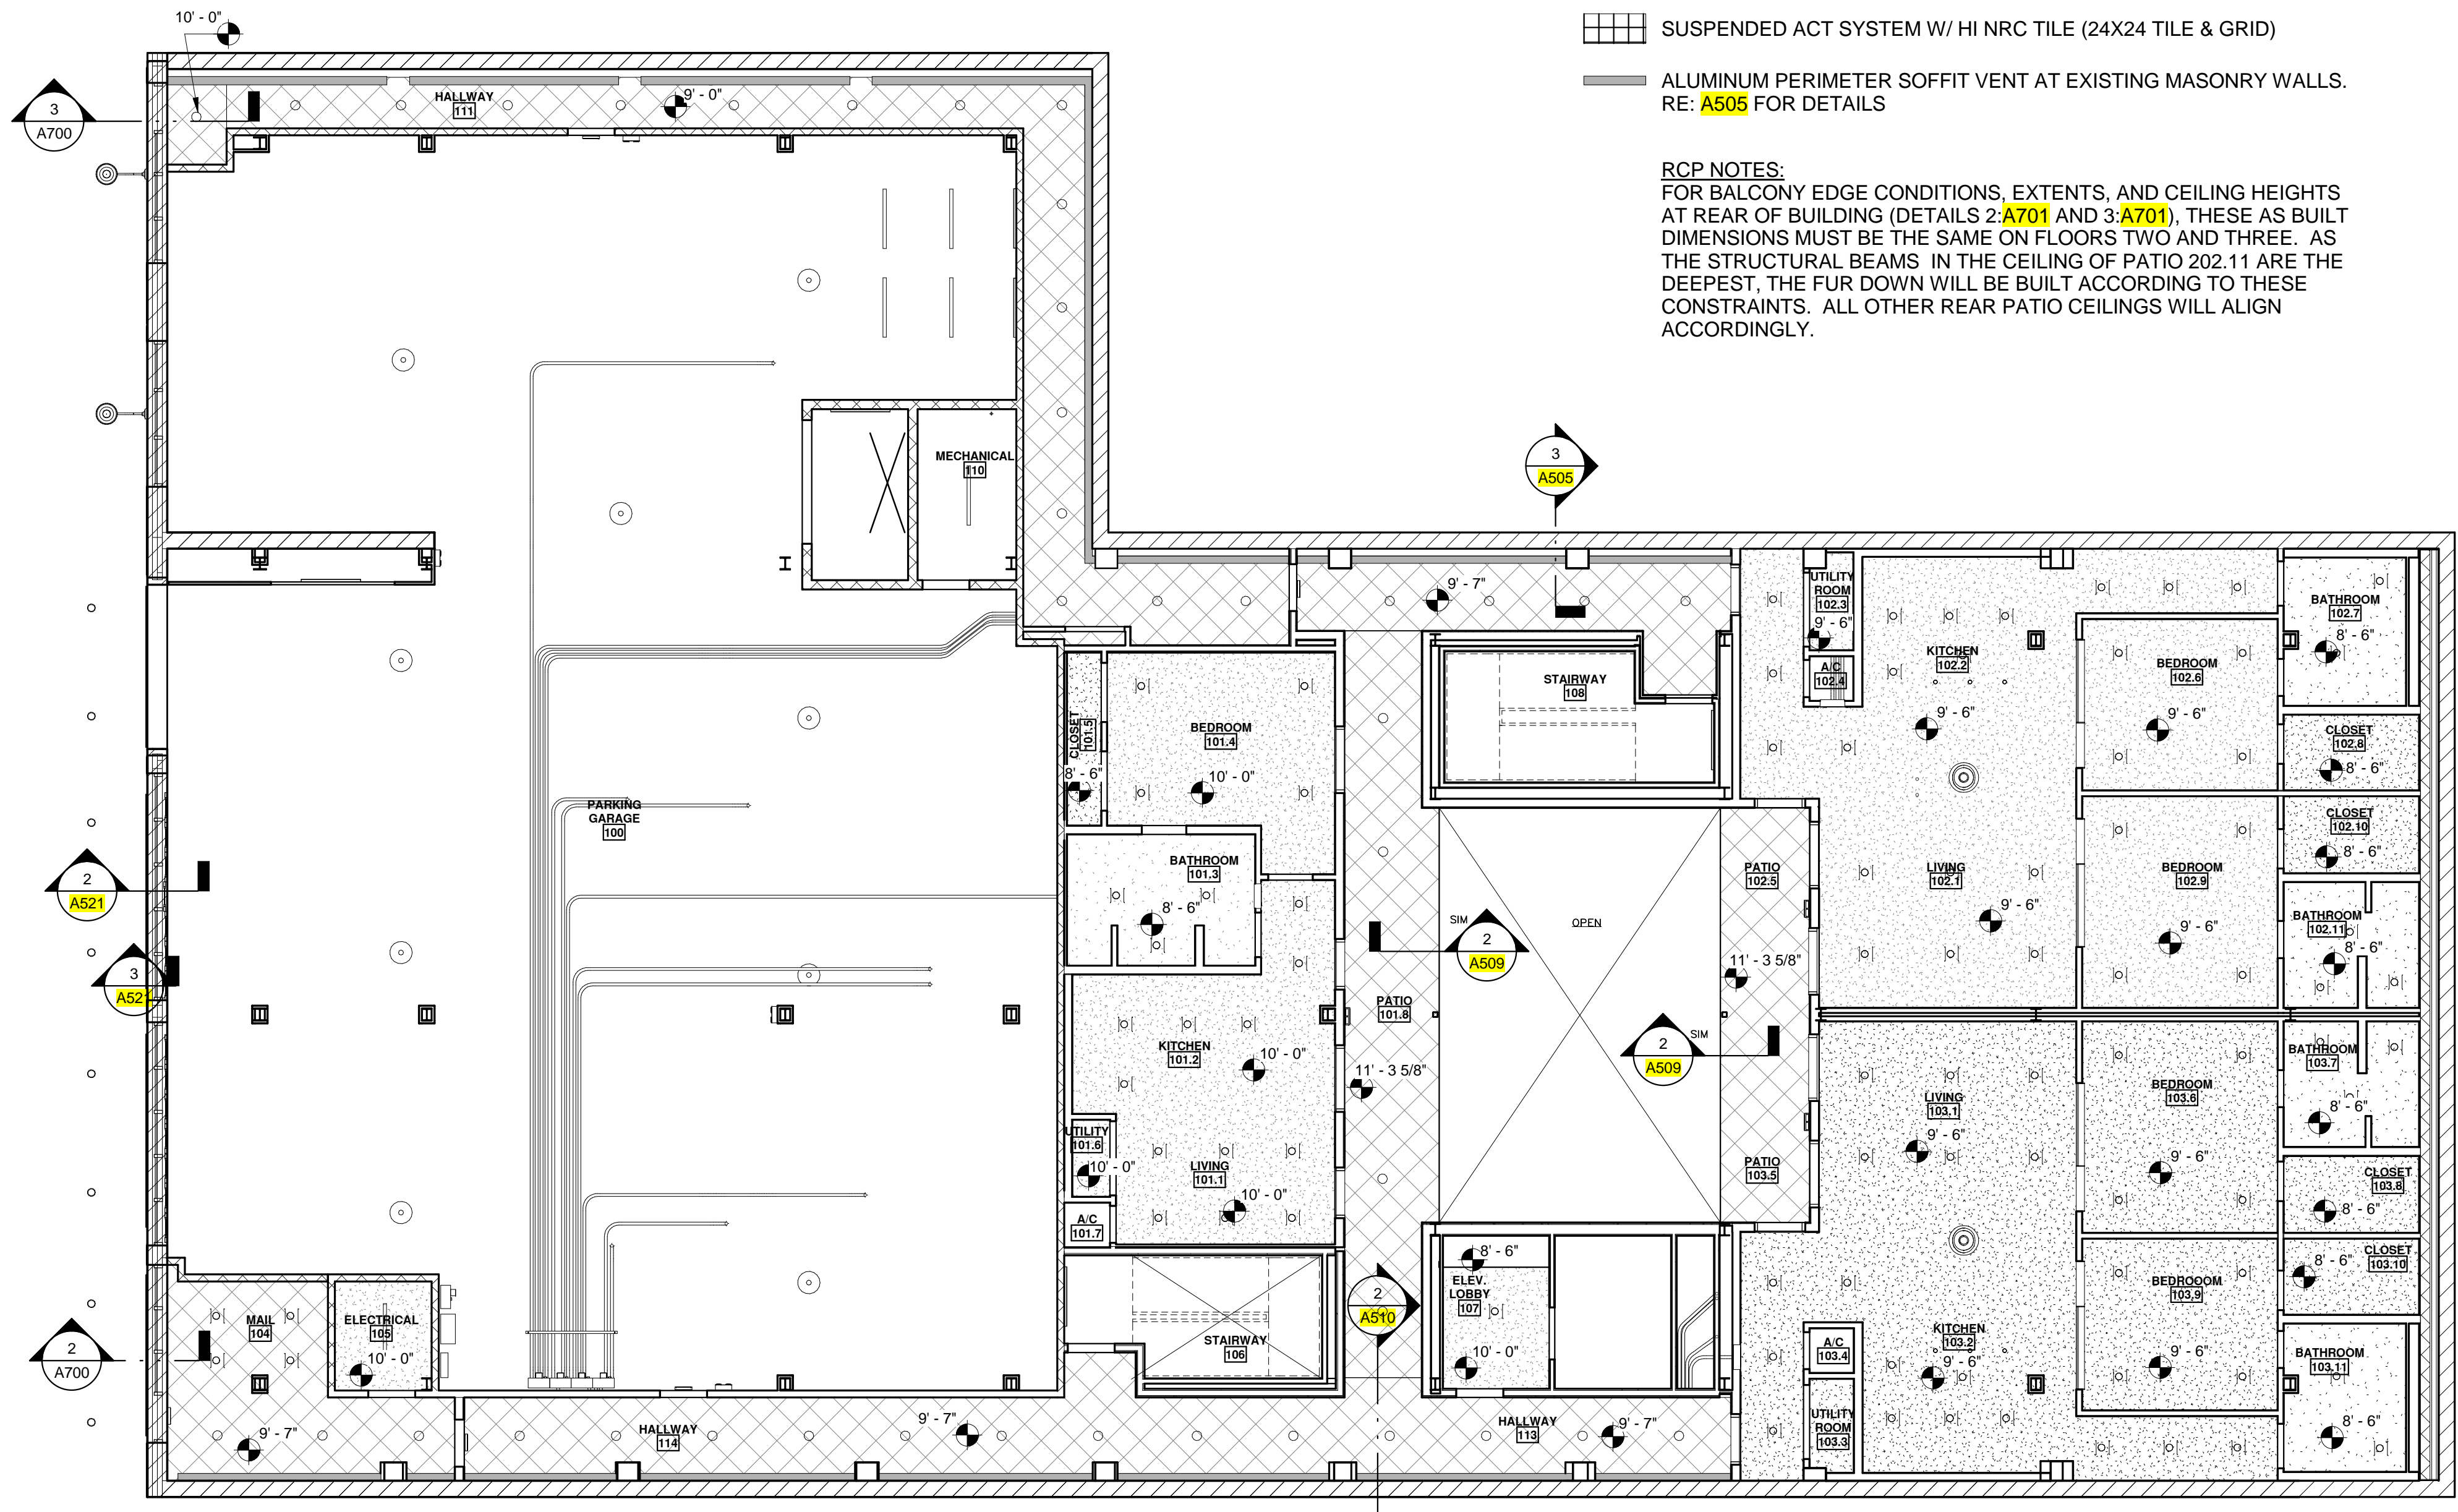 10' - 0"
SUSPENDED ACT SYSTEM W/ HI NRC TILE (24X24 TILE & GRID)
ALUMINUM PERIMETER SOFFIT VENT AT EXISTING MASONRY WALLS.
RE: A505 FOR DETAILS
RCP NOTES:
FOR BALCONY EDGE CONDITIONS, EXTENTS, AND CEILING HEIGHTS
AT REAR OF BUILDING (DETAILS 2:A701 AND 3:A701), THESE AS BUILT
DIMENSIONS MUST BE THE SAME ON FLOORS TWO AND THREE. AS
THE STRUCTURAL BEAMS IN THE CEILING OF PATIO 202.11 ARE THE
DEEPEST, THE FUR DOWN WILL BE BUILT ACCORDING TO THESE
CONSTRAINTS. ALL OTHER REAR PATIO CEILINGS WILL ALIGN
ACCORDINGLY.
3
A700
HALLWAY
111
9' - 0"
MECHANICAL
110
3
A505
9' - 7"
STAIRWAY
108
UTILITY
ROOM
102.3
9' - 6"
A/C
102.4
KITCHEN
102.2
9' - 6"
BEDROOM
102.6
9' - 6"
BATHROOM
102.7
8' - 6"
CLOSET
102.8
8' - 6"
CLOSET
102.10
8' - 6"
CLOSET
101.5
8' - 6"
BEDROOM
101.4
10' - 0"
PARKING
GARAGE
100
BATHROOM
101.3
8' - 6"
PATIO
102.5
LIVING
102.1
9' - 6"
BEDROOM
102.9
9' - 6"
BATHROOM
102.11
8' - 6"
2
A521
3
A521
SIM
2
A509
OPEN
11' - 3 5/8"
PATIO
101.8
11' - 3 5/8"
SIM
2
A509
KITCHEN
101.2
10' - 0"
UTILITY
101.6
10' - 0"
LIVING
101.1
10' - 0"
A/C
101.7
PATIO
103.5
LIVING
103.1
9' - 6"
BEDROOM
103.6
9' - 6"
BATHROOM
103.7
8' - 6"
CLOSET
103.8
8' - 6"
CLOSET
103.10
8' - 6"
2
A700
MAIL
104
ELECTRICAL
105
10' - 0"
STAIRWAY
106
2
A510
8' - 6"
ELEV.
LOBBY
107
10' - 0"
A/C
103.4
KITCHEN
103.2
9' - 6"
BEDROOOM
103.9
9' - 6"
BATHROOM
103.11
8' - 6"
9' - 7"
HALLWAY
114
9' - 7"
HALLWAY
113
9' - 7"
UTILITY
ROOM
103.3